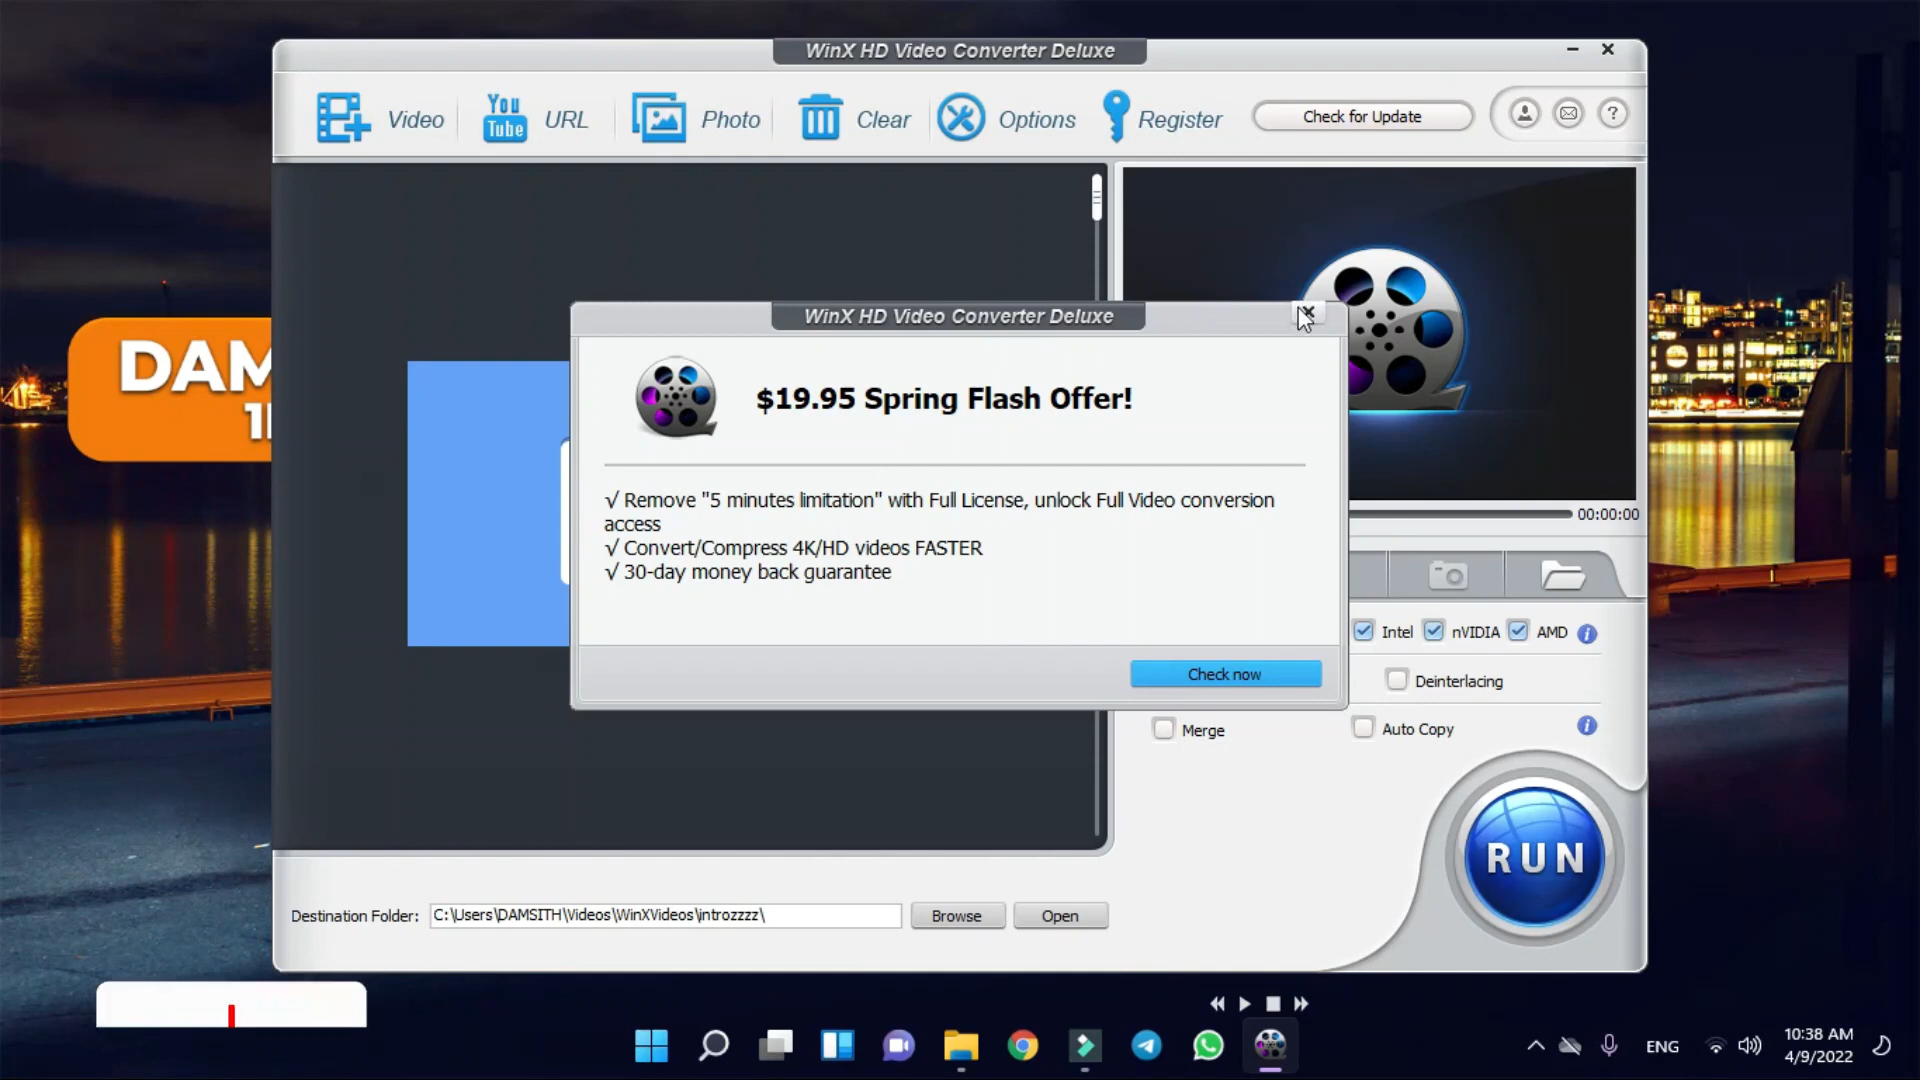 WinX HD Video Converter Deluxe
Video
You
Tube
URL
Photo
Clear
Options
Register
Check for Update
?
DAM
WinX HD Video Converter Deluxe
$19.95 Spring Flash Offer!
√ Remove "5 minutes limitation" with Full License, unlock Full Video conversion
access
√ Convert/Compress 4K/HD videos FASTER
√ 30-day money back guarantee
Check now
00:00:00
Intel
nVIDIA
AMD
Deinterlacing
Merge
Auto Copy
RUN
Destination Folder:
C:\Users\DAMSITH\Videos\WinXVideos\introzzzz\
Browse
Open
ENG
10:38 AM
4/9/2022